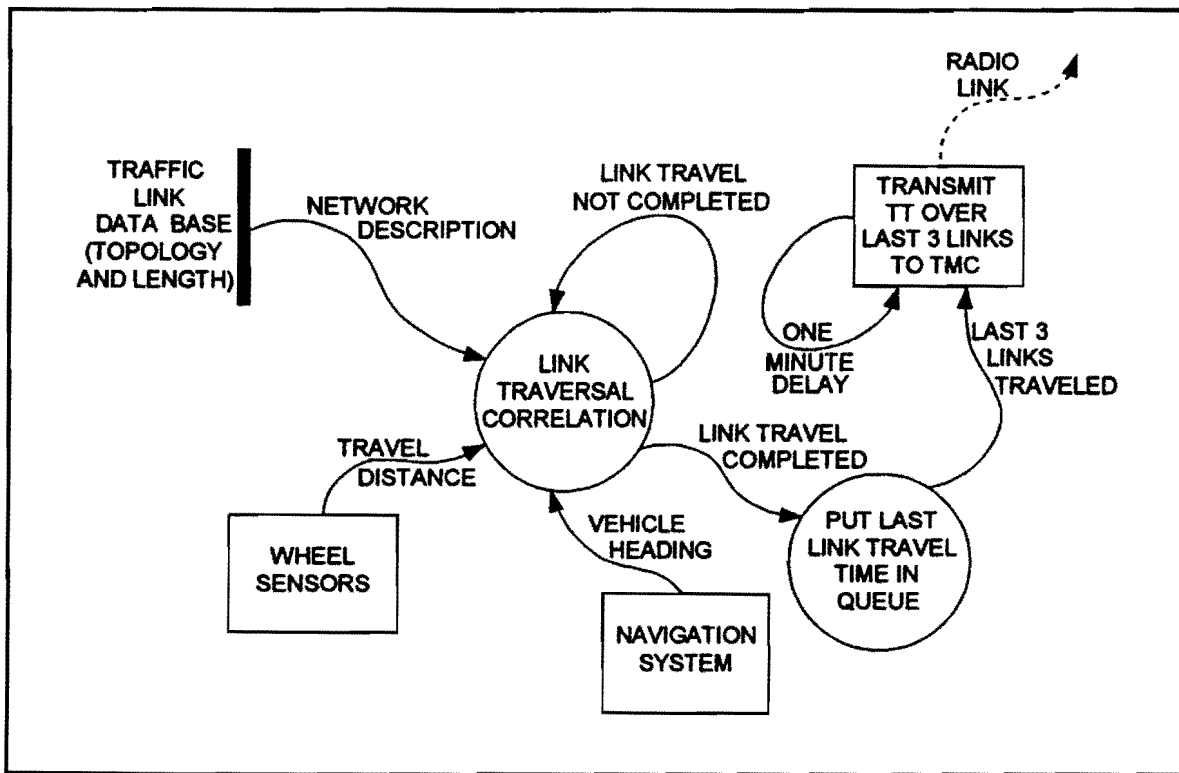 RADIO
LINK
TRAFFIC
LINK
DATA BASE
(TOPOLOGY
AND LENGTH)
NETWORK
DESCRIPTION
LINK TRAVEL
NOT COMPLETED
TRANSMIT
TT OVER
LAST 3 LINKS
TO TMC
ONE
MINUTE
DELAY
LAST 3
LINKS
TRAVELED
LINK
TRAVERSAL
CORRELATION
TRAVEL
DISTANCE
LINK TRAVEL
COMPLETED
WHEEL
SENSORS
VEHICLE
HEADING
PUT LAST
LINK TRAVEL
TIME IN
QUEUE
NAVIGATION
SYSTEM